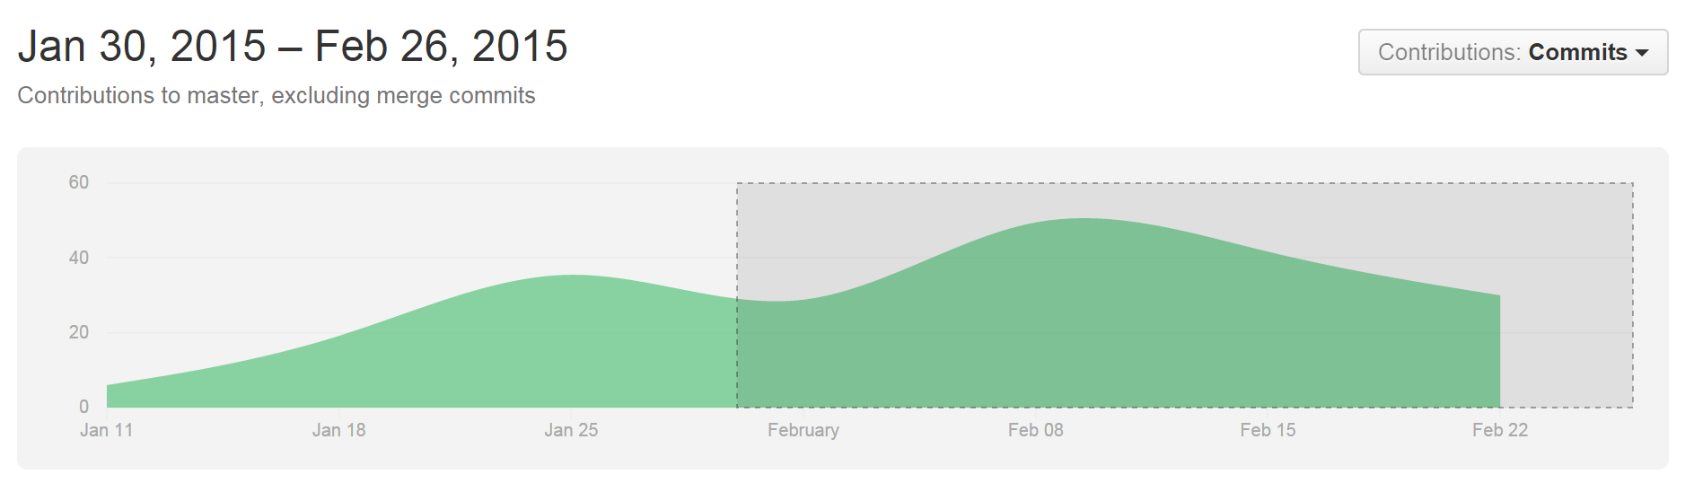 Jan 30, 2015 – Feb 26, 2015
Contributions: Commits
Contributions to master, excluding merge commits
60
40
20
0
Jan 11 Jan 18 Jan 25 February Feb 08 Feb 15 Feb 22